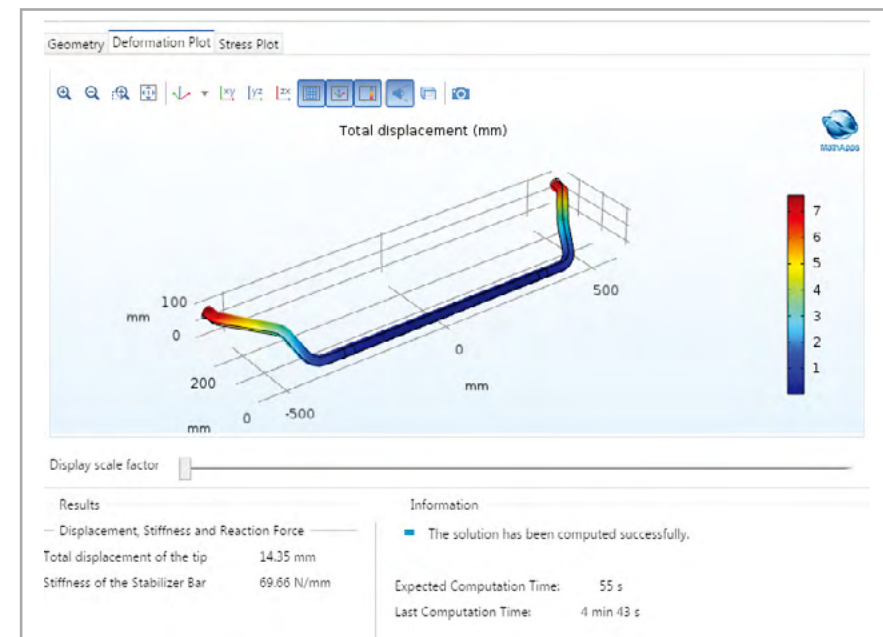 Geometry Deformation Plot Stress Plot
xy yz zx
Total displacement (mm)
MathApps
7
6
5
4
3
2
1
500
0
mm
-500
100
0
mm
200
0
mm
Display scale factor
Results
Displacement, Stiffness and Reaction Force
Total displacement of the tip 14.35 mm
Stiffness of the Stabilizer Bar 69.66 N/mm
Information
The solution has been computed successfully.
Expected Computation Time: 55 s
Last Computation Time: 4 min 43 s